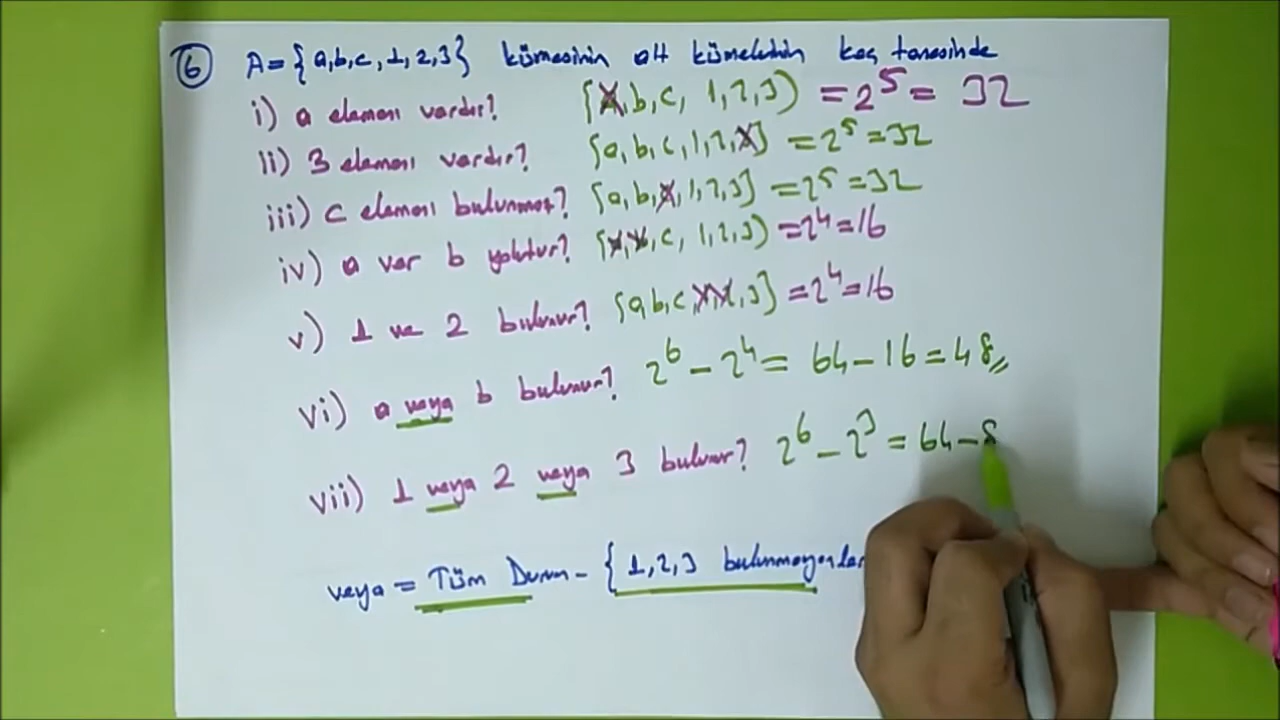 6 A={a,b,c,1,2,3} kümesinin alt kümelerinin kaç tanesinde
i) a elemanı vardır? {a,b,c, 1,2,3} = 2⁵ = 32
ii) 3 elemanı vardır? {a,b,c,1,2,3} = 2⁵ = 32
iii) c elemanı bulunmaz? {a,b,c,1,2,3} = 2⁵ = 32
iv) a var b yoktur? {a,b,c, 1,2,3} = 2⁴ = 16
v) 1 ve 2 bulunur? {a,b,c,1,2,3} = 2⁴ = 16
vi) a veya b bulunur? 2⁶ - 2⁴ = 64 - 16 = 48
vii) 1 veya 2 veya 3 bulunur? 2⁶ - 2³ = 64 - 8
veya = Tüm Durum - { 1,2,3 bulunmayanlar